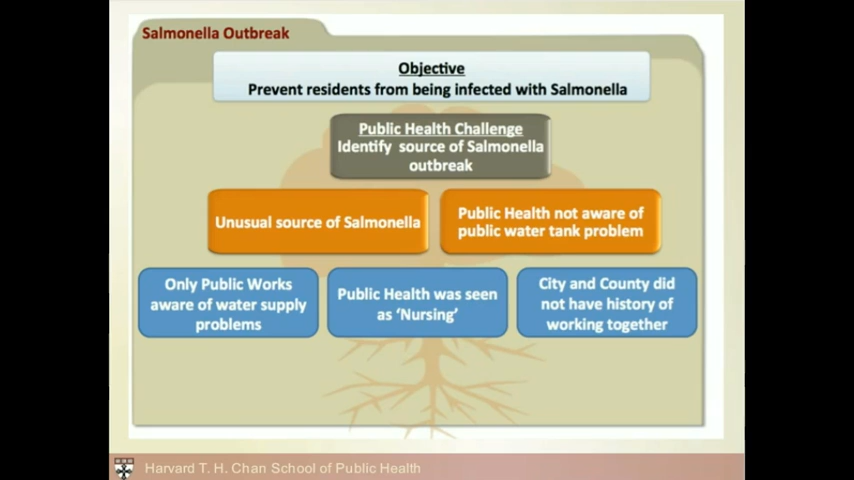 Salmonella Outbreak
Objective
Prevent residents from being infected with Salmonella
Public Health Challenge
Identify source of Salmonella
outbreak
Unusual source of Salmonella
Public Health not aware of
public water tank problem
Only Public Works
aware of water supply
problems
Public Health was seen
as ‘Nursing’
City and County did
not have history of
working together
Harvard T. H. Chan School of Public Health